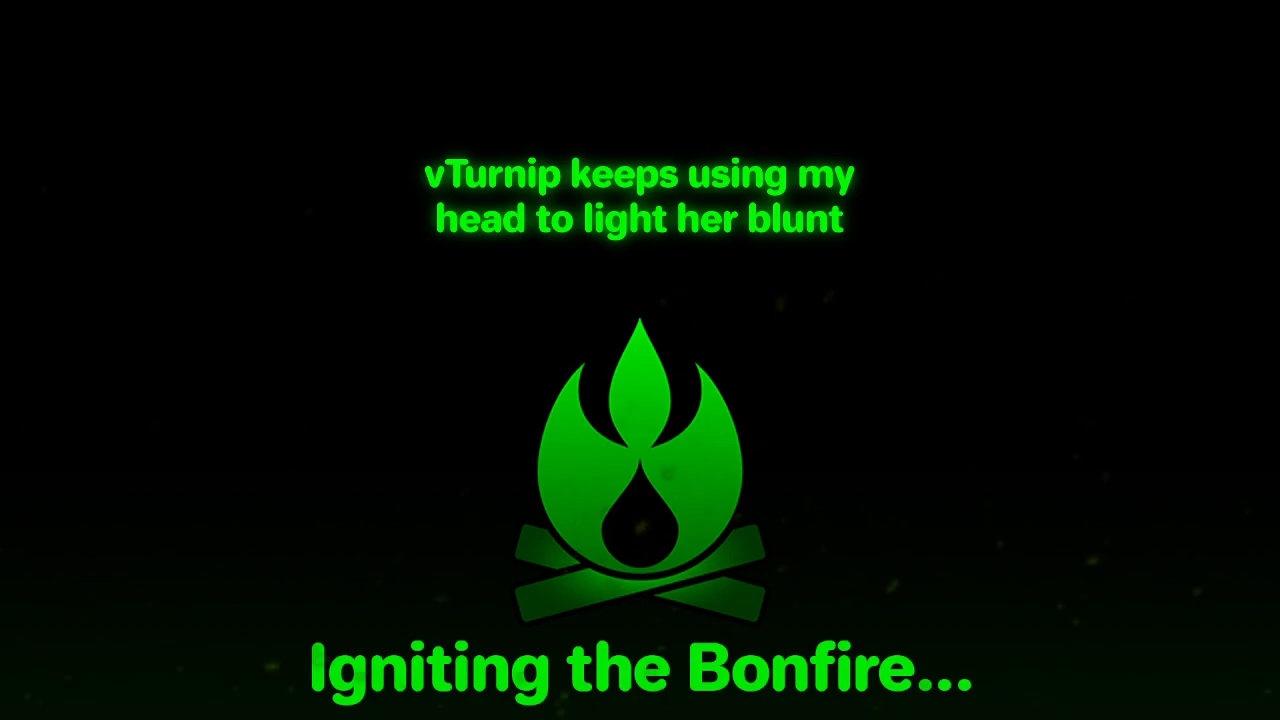 vTurnip keeps using my
head to light her blunt
Igniting the Bonfire...